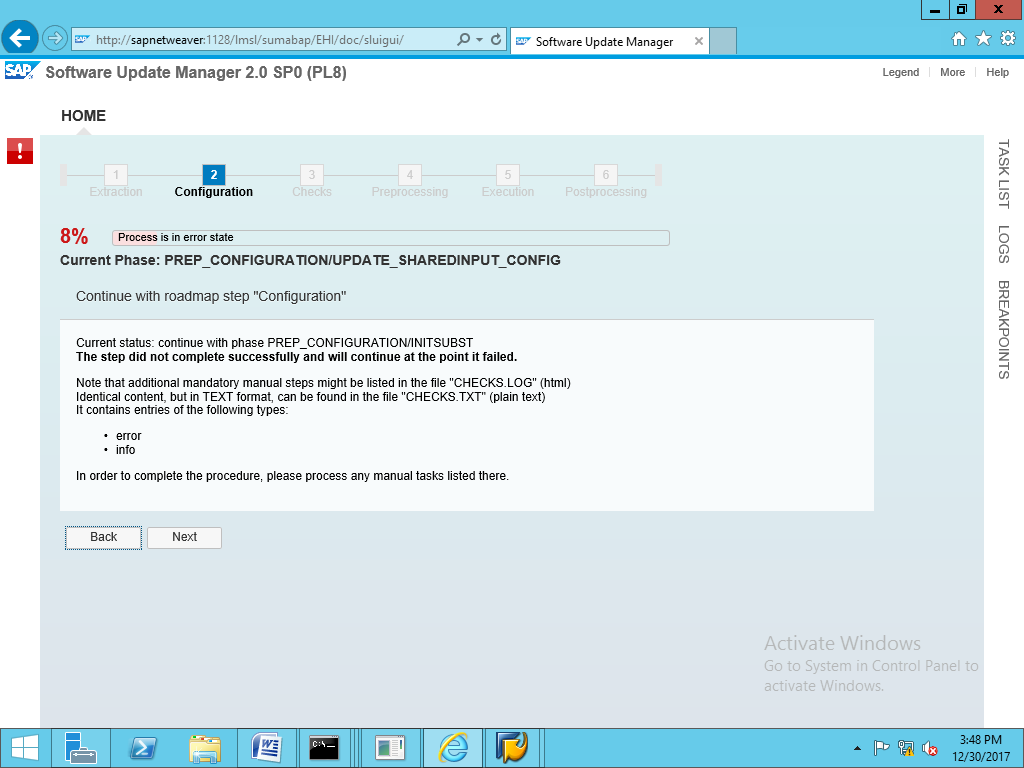 http://sapnetweaver:1128/lmsl/sumabap/EHI/doc/sluigui/
SAP Software Update Manager
SAP Software Update Manager 2.0 SP0 (PL8)
Legend More Help
HOME
!
1 2 3 4 5 6
Extraction Configuration Checks Preprocessing Execution Postprocessing
8% Process is in error state
Current Phase: PREP_CONFIGURATION/UPDATE_SHAREDINPUT_CONFIG
Continue with roadmap step "Configuration"
Current status: continue with phase PREP_CONFIGURATION/INITSUBST
The step did not complete successfully and will continue at the point it failed.
Note that additional mandatory manual steps might be listed in the file "CHECKS.LOG" (html)
Identical content, but in TEXT format, can be found in the file "CHECKS.TXT" (plain text)
It contains entries of the following types:
• error
• info
In order to complete the procedure, please process any manual tasks listed there.
Back Next
TASK LIST
LOGS
BREAKPOINTS
Activate Windows
Go to System in Control Panel to
activate Windows.
3:48 PM
12/30/2017